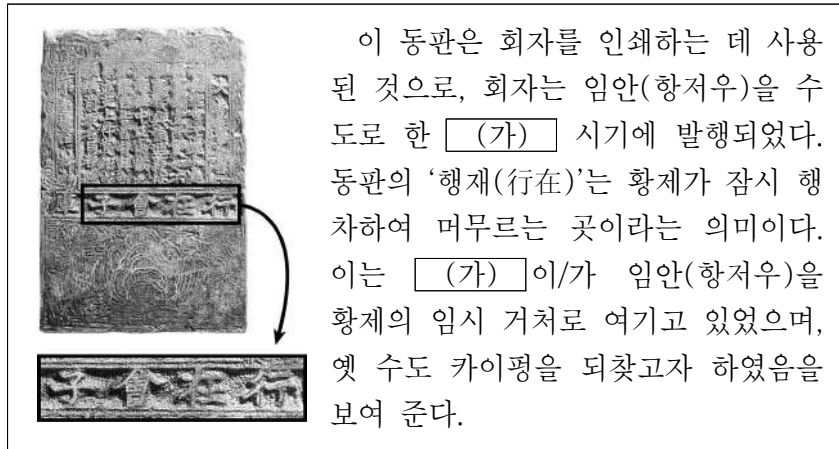 이 동판은 회자를 인쇄하는 데 사용
된 것으로, 회자는 임안(항저우)을 수
도로 한 (가) 시기에 발행되었다.
동판의 ‘행재(行在)’는 황제가 잠시 행
차하여 머무르는 곳이라는 의미이다.
이는 (가) 이/가 임안(항저우)을
황제의 임시 거처로 여기고 있었으며,
옛 수도 카이펑을 되찾고자 하였음을
보여 준다.
行在會子